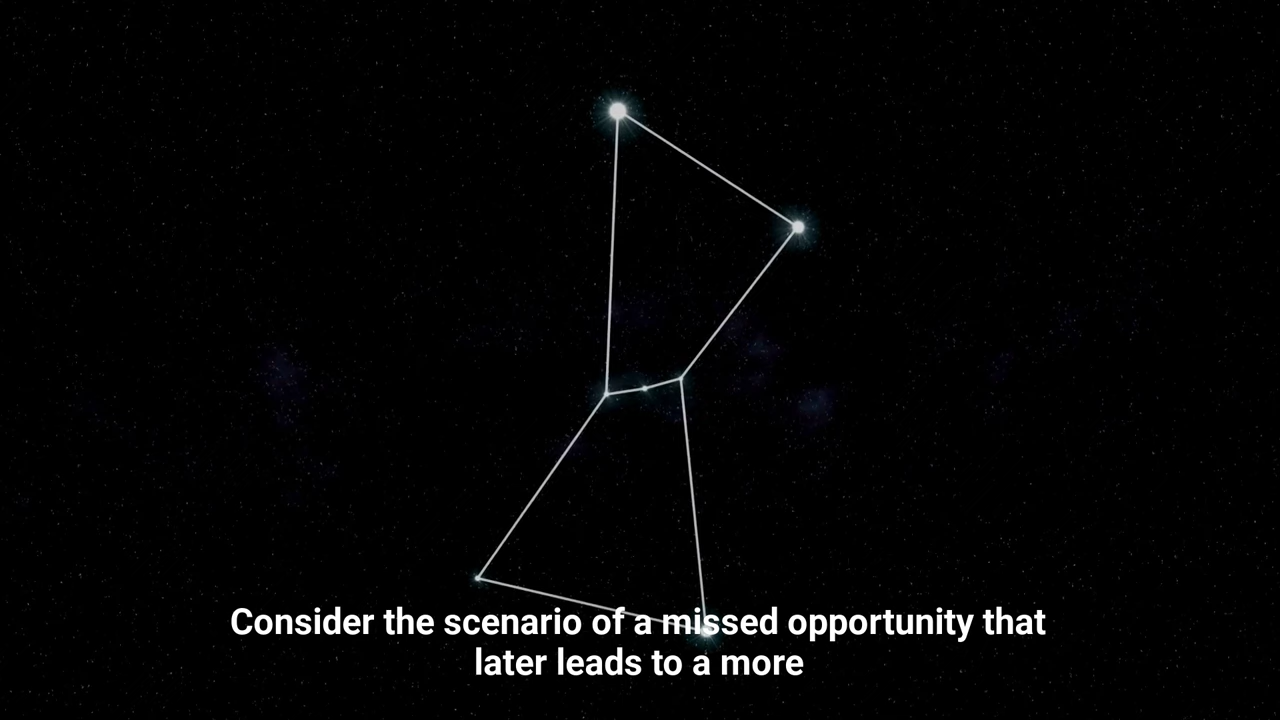 Consider the scenario of a missed opportunity that
later leads to a more